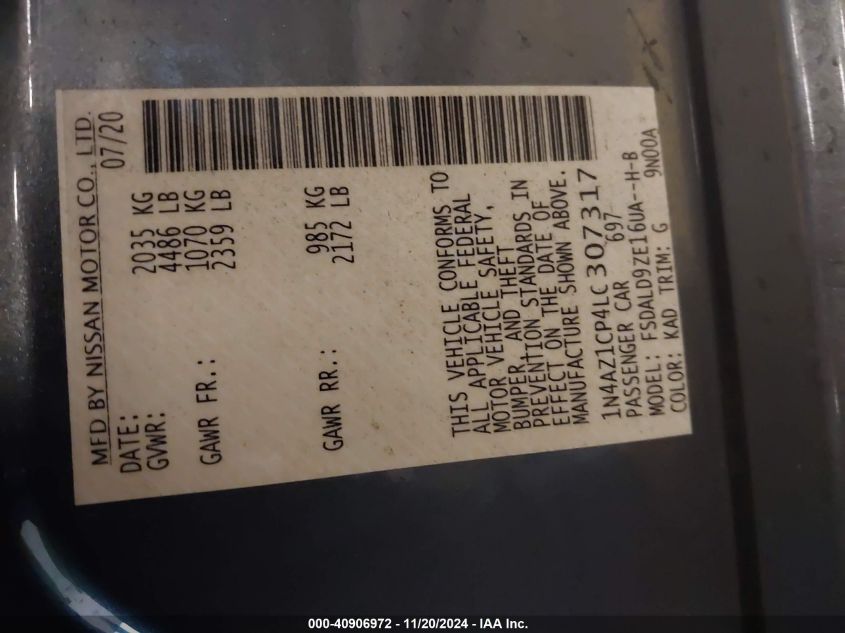 MFD BY NISSAN MOTOR CO., LTD.
DATE: 07/20
GVWR: 2035 KG
4486 LB
GAWR FR.: 1070 KG
2359 LB
GAWR RR.: 985 KG
2172 LB
THIS VEHICLE CONFORMS TO
ALL APPLICABLE FEDERAL
MOTOR VEHICLE SAFETY,
BUMPER, AND THEFT
PREVENTION STANDARDS IN
EFFECT ON THE DATE OF
MANUFACTURE SHOWN ABOVE.
1N4AZ1CP4LC307317
PASSENGER CAR 697
MODEL: FSDALD9ZE16UA--H-B
COLOR: KAD TRIM: G 9N00A
000-40906972 - 11/20/2024 - IAA Inc.